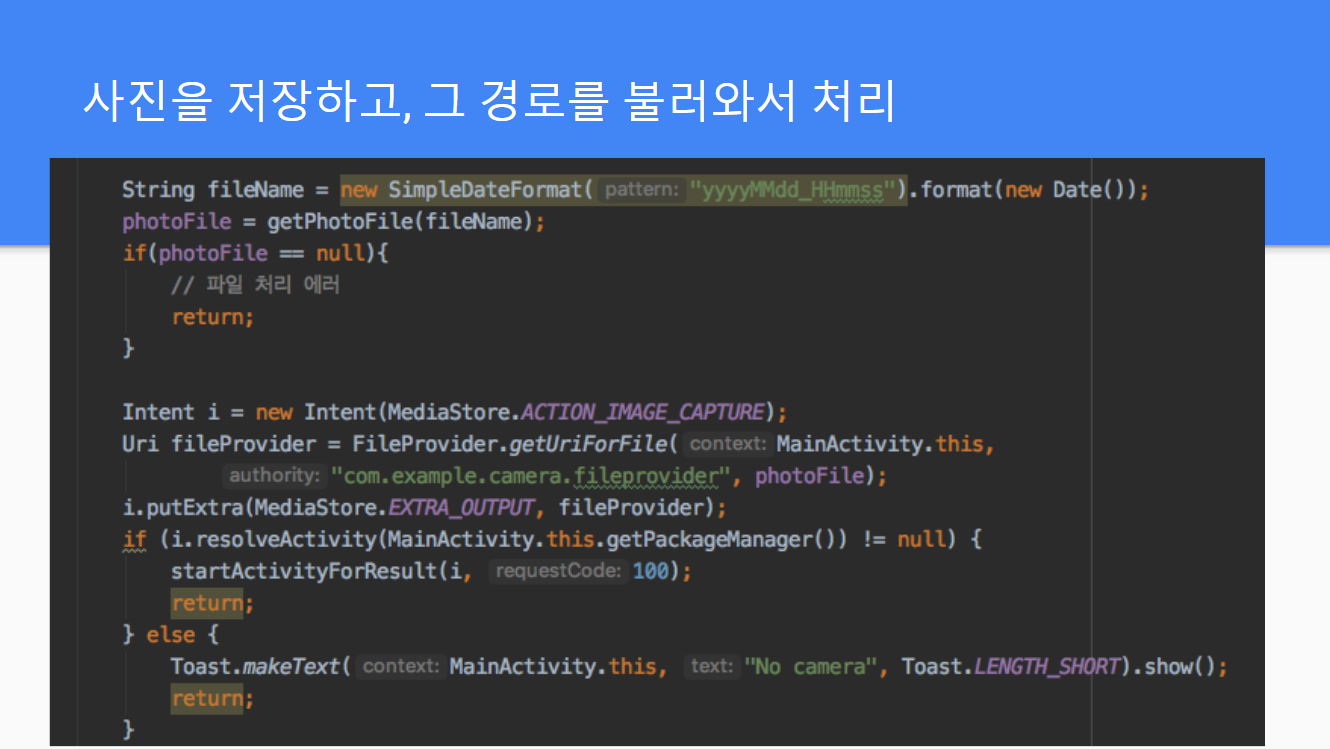 사진을 저장하고, 그 경로를 불러와서 처리
String fileName = new SimpleDateFormat( pattern: "yyyyMMdd_HHmmss").format(new Date());
photoFile = getPhotoFile(fileName);
if(photoFile == null){
// 파일 처리 에러
return;
}
Intent i = new Intent(MediaStore.ACTION_IMAGE_CAPTURE);
Uri fileProvider = FileProvider.getUriForFile( context: MainActivity.this,
authority: "com.example.camera.fileprovider", photoFile);
i.putExtra(MediaStore.EXTRA_OUTPUT, fileProvider);
if (i.resolveActivity(MainActivity.this.getPackageManager()) != null) {
startActivityForResult(i, requestCode: 100);
return;
} else {
Toast.makeText( context: MainActivity.this, text: "No camera", Toast.LENGTH_SHORT).show();
return;
}